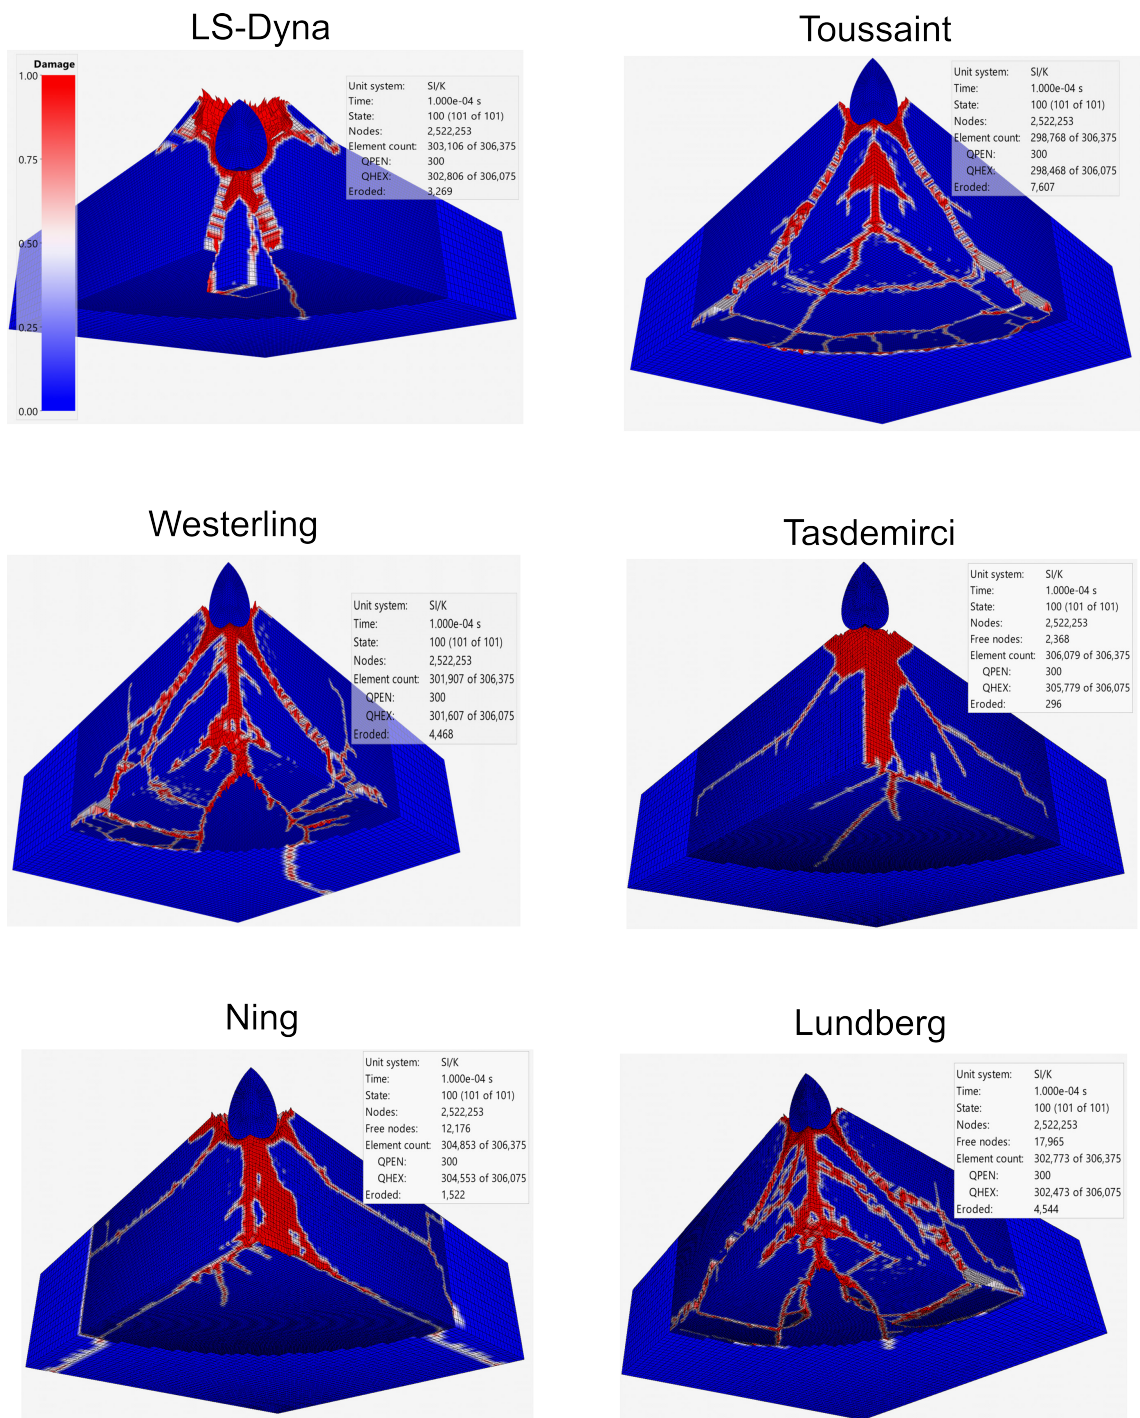 LS-Dyna
Damage
1.00
0.75
0.50
0.25
0.00
Unit system: SI/K
Time: 1.000e-04 s
State: 100 (101 of 101)
Nodes: 2,522,253
Element count: 303,106 of 306,375
QPEN: 300
QHEX: 302,806 of 306,075
Eroded: 3,269
Toussaint
Unit system: SI/K
Time: 1.000e-04 s
State: 100 (101 of 101)
Nodes: 2,522,253
Element count: 298,768 of 306,375
QPEN: 300
QHEX: 298,468 of 306,075
Eroded: 7,607
Westerling
Unit system: SI/K
Time: 1.000e-04 s
State: 100 (101 of 101)
Nodes: 2,522,253
Element count: 301,907 of 306,375
QPEN: 300
QHEX: 301,607 of 306,075
Eroded: 4,468
Tasdemirci
Unit system: SI/K
Time: 1.000e-04 s
State: 100 (101 of 101)
Nodes: 2,522,253
Free nodes: 2,368
Element count: 306,079 of 306,375
QPEN: 300
QHEX: 305,779 of 306,075
Eroded: 296
Ning
Unit system: SI/K
Time: 1.000e-04 s
State: 100 (101 of 101)
Nodes: 2,522,253
Free nodes: 12,176
Element count: 304,853 of 306,375
QPEN: 300
QHEX: 304,553 of 306,075
Eroded: 1,522
Lundberg
Unit system: SI/K
Time: 1.000e-04 s
State: 100 (101 of 101)
Nodes: 2,522,253
Free nodes: 17,965
Element count: 302,773 of 306,375
QPEN: 300
QHEX: 302,473 of 306,075
Eroded: 4,544